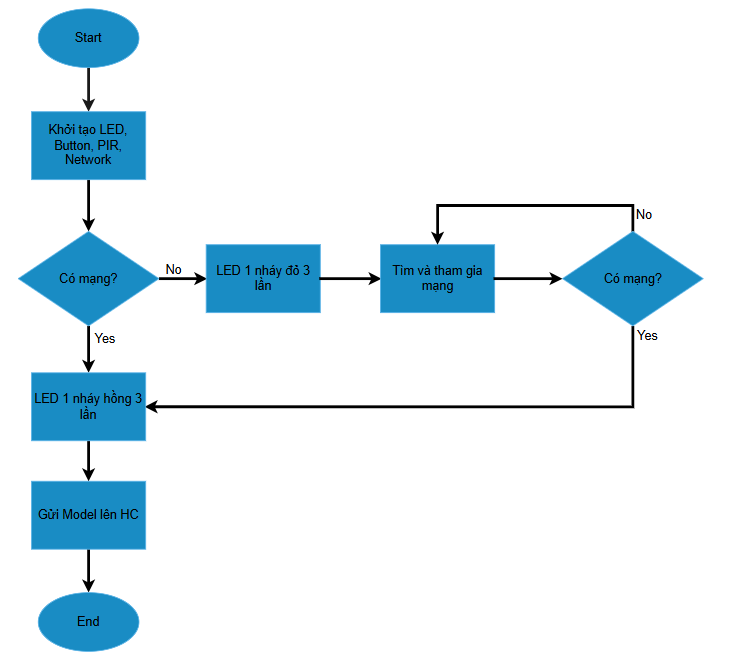 Start
Khởi tạo LED,
Button, PIR,
Network
Có mạng?
No
LED 1 nháy đỏ 3
lần
Tìm và tham gia
mạng
Có mạng?
No
Yes
Yes
LED 1 nháy hồng 3
lần
Gửi Model lên HC
End